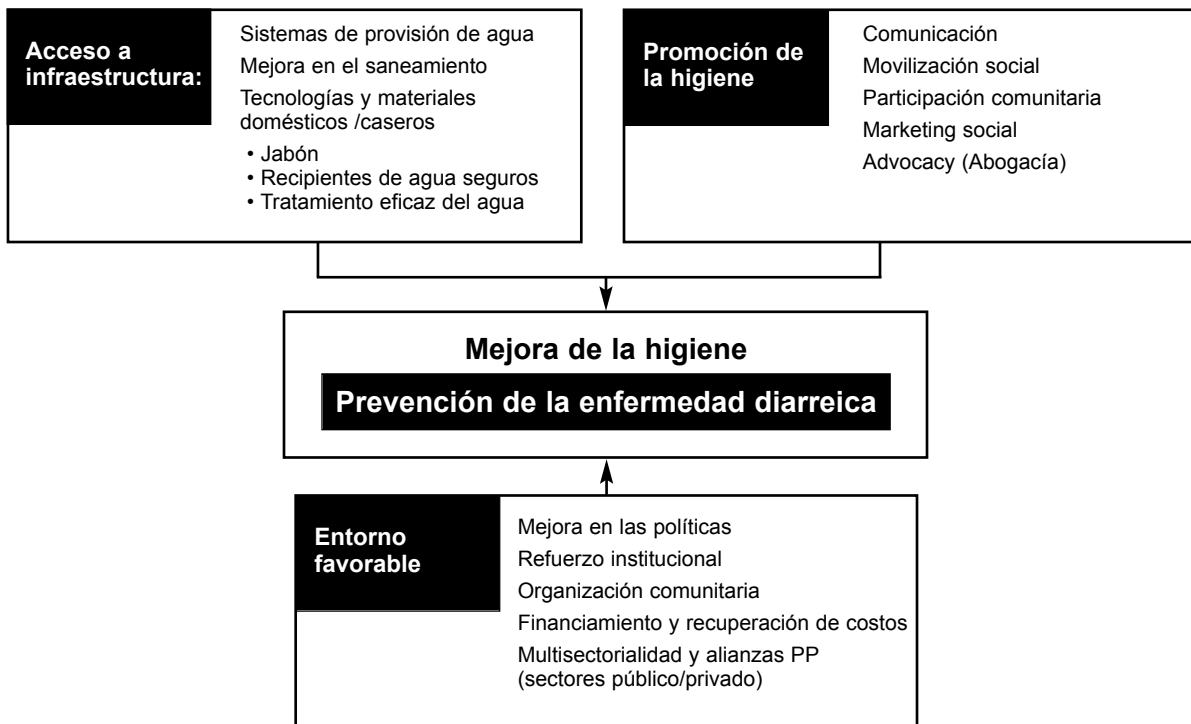 Acceso a
infraestructura:
Sistemas de provisión de agua
Mejora en el saneamiento
Tecnologías y materiales
domésticos /caseros
• Jabón
• Recipientes de agua seguros
• Tratamiento eficaz del agua
Promoción de
la higiene
Comunicación
Movilización social
Participación comunitaria
Marketing social
Advocacy (Abogacía)
Mejora de la higiene
Prevención de la enfermedad diarreica
Entorno
favorable
Mejora en las políticas
Refuerzo institucional
Organización comunitaria
Financiamiento y recuperación de costos
Multisectorialidad y alianzas PP
(sectores público/privado)